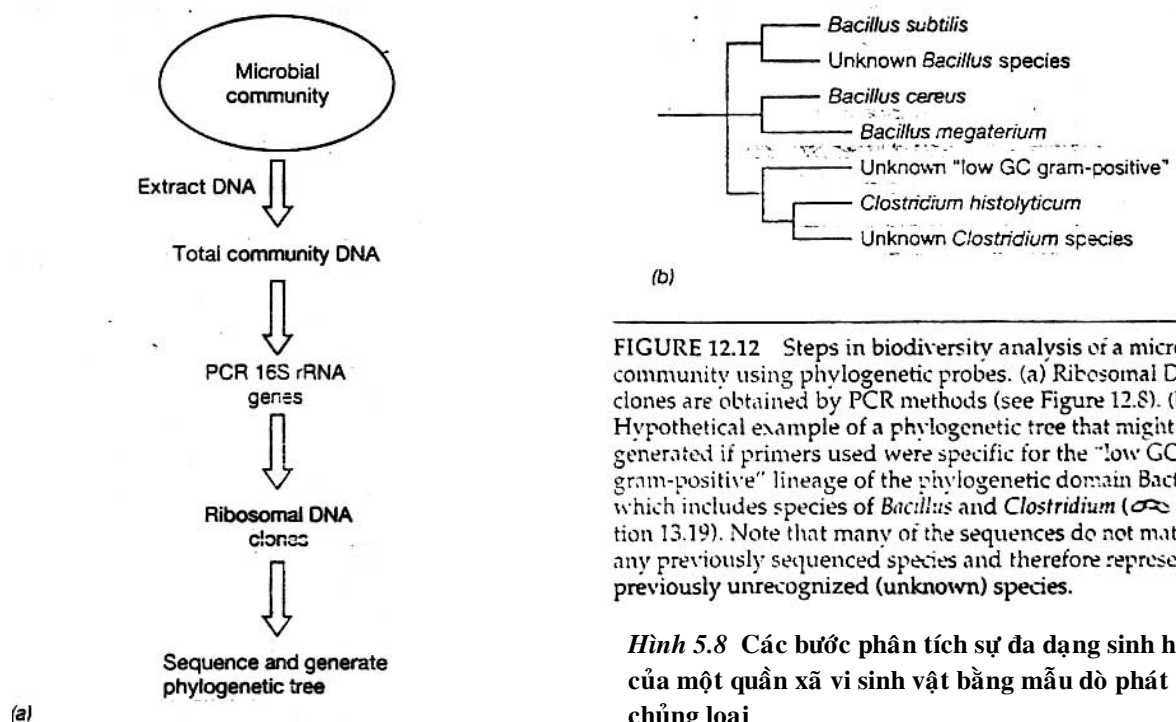 Microbial
community
Extract DNA
Total community DNA
PCR 16S rRNA
genes
Ribosomal DNA
clones
Sequence and generate
phylogenetic tree
(a)
Bacillus subtilis
Unknown Bacillus species
Bacillus cereus
Bacillus megaterium
Unknown "low GC gram-positive"
Clostridium histolyticum
Unknown Clostridium species
(b)
FIGURE 12.12 Steps in biodiversity analysis of a micro
community using phylogenetic probes. (a) Ribosomal D
clones are obtained by PCR methods (see Figure 12.8). (
Hypothetical example of a phylogenetic tree that might
generated if primers used were specific for the "low GC
gram-positive" lineage of the phylogenetic domain Bact
which includes species of Bacillus and Clostridium (
tion 13.19). Note that many of the sequences do not mat
any previously sequenced species and therefore represe
previously unrecognized (unknown) species.
Hình 5.8 Các bước phân tích sự đa dạng sinh h
của một quần xã vi sinh vật bằng mẫu dò phát
chủng loại